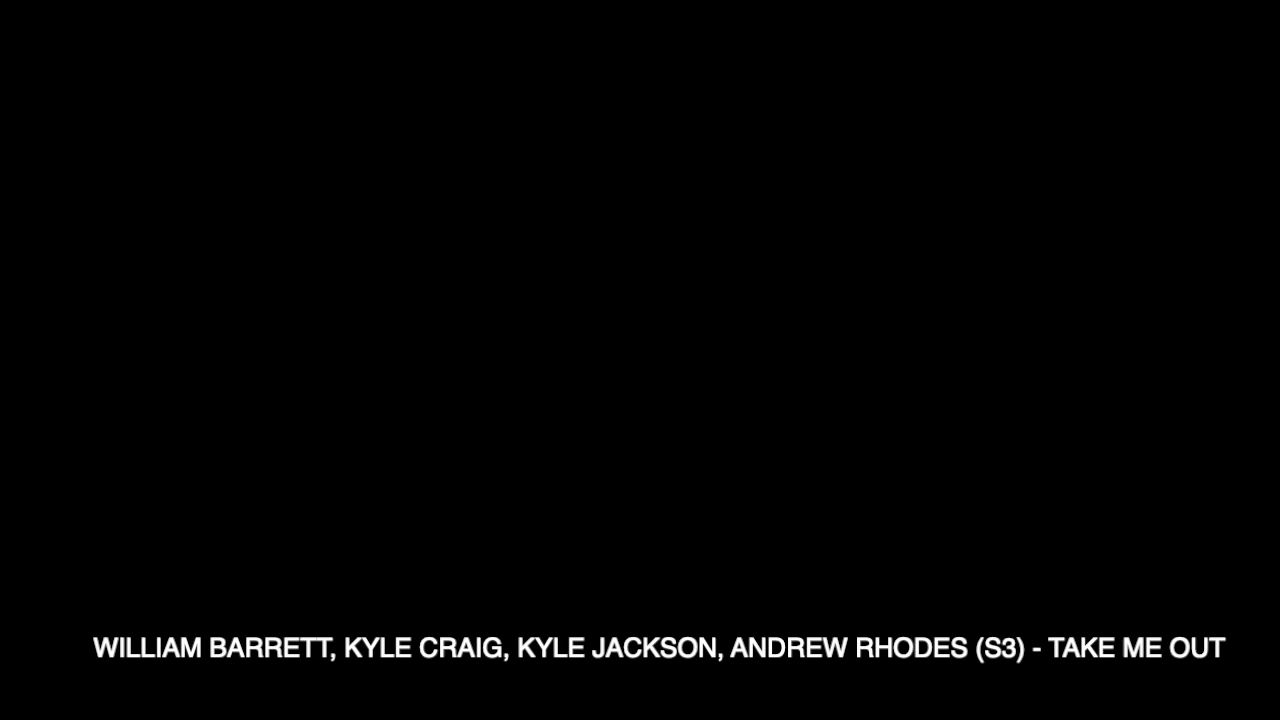 WILLIAM BARRETT, KYLE CRAIG, KYLE JACKSON, ANDREW RHODES (S3) - TAKE ME OUT